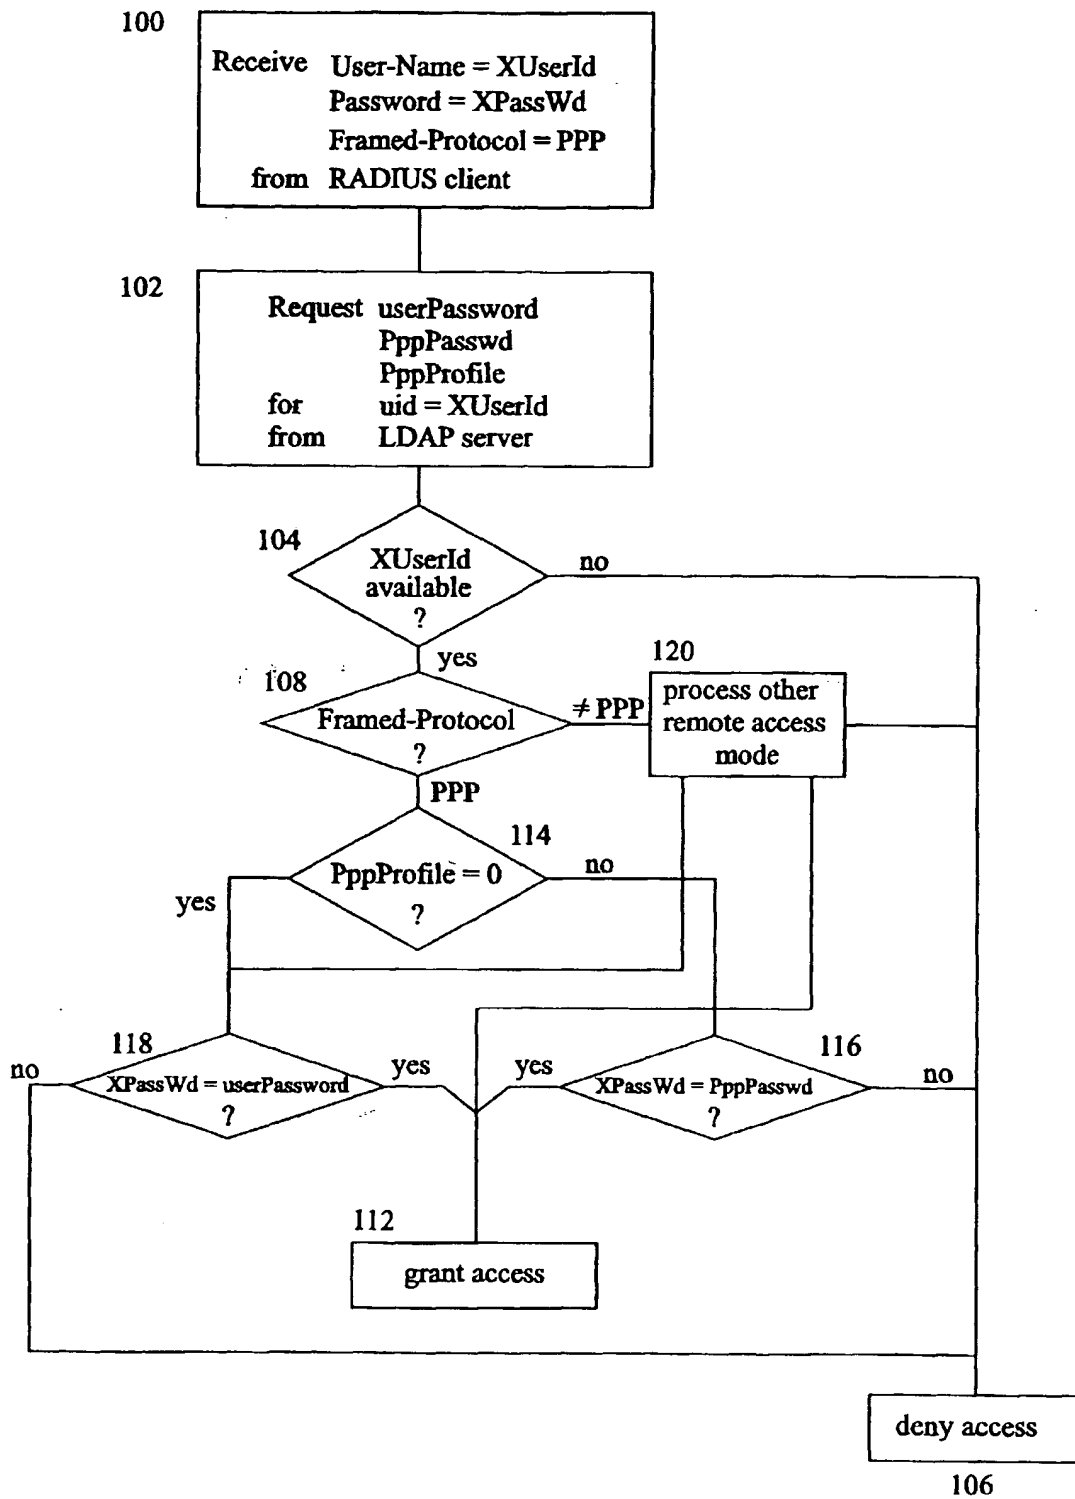 100
Receive User-Name = XUserId
Password = XPassWd
Framed-Protocol = PPP
from RADIUS client
102
Request userPassword
PppPasswd
PppProfile
for uid = XUserId
from LDAP server
104
XUserId
available
?
no
yes
108
Framed-Protocol
?
≠ PPP
120
process other
remote access
mode
PPP
114
PppProfile = 0
?
yes
no
118
XPassWd = userPassword
?
no
yes
116
XPassWd = PppPasswd
?
yes
no
112
grant access
deny access
106